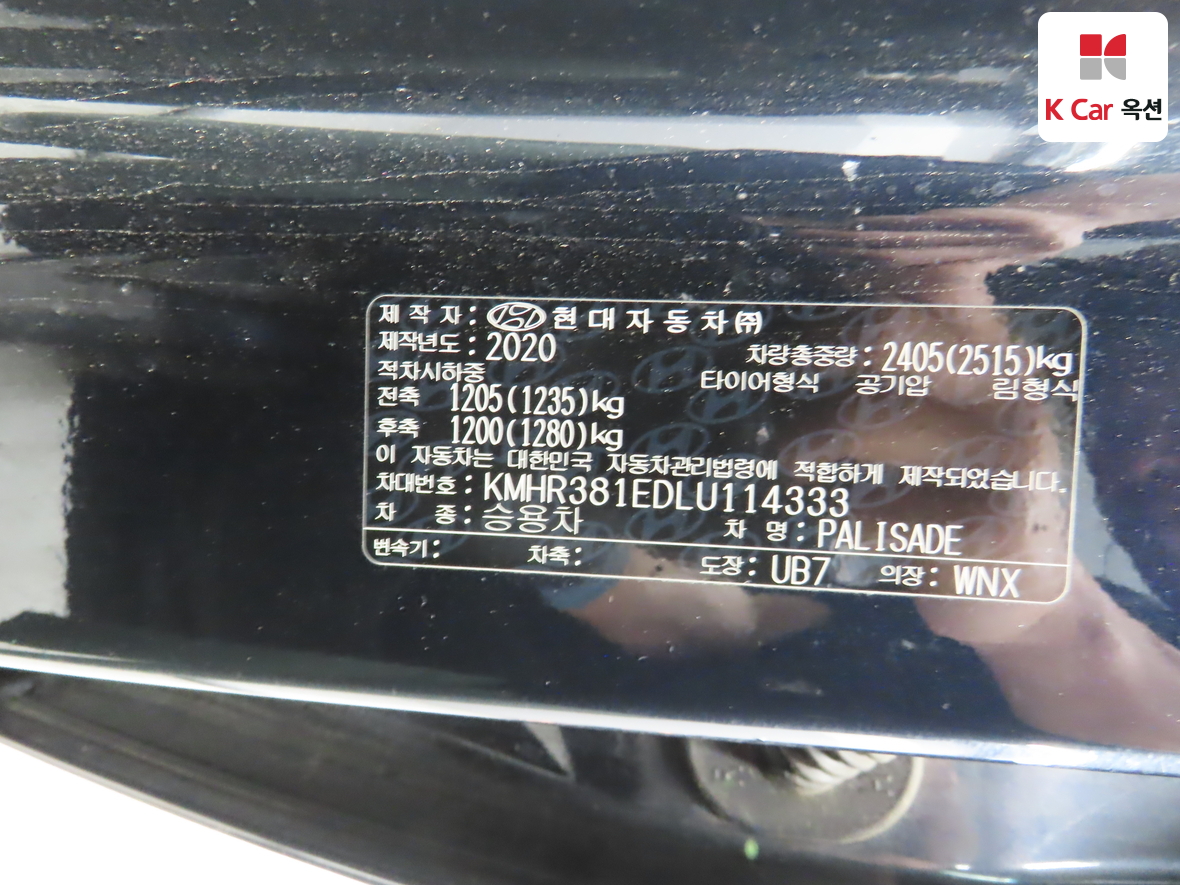 K Car 옥션
제 작 자 : 현 대 자 동 차 ㈜
제작년도 : 2020 차량총중량 : 2405(2515)kg
적차시하중 타이어형식 공기압 림형식
전축 1205(1235)kg
후축 1200(1280)kg
이 자동차는 대한민국 자동차관리법령에 적합하게 제작되었습니다.
차대번호 : KMHR381EDLU114333
차 종 : 승용차 차 명 : PALISADE
변속기 : 차축 : 도장 : UB7 의장 : WNX